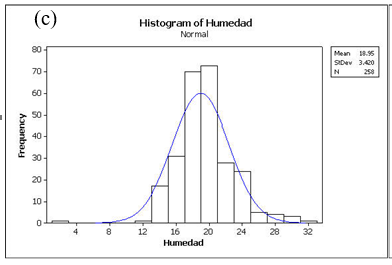 (c)
Histogram of Humedad
Normal
Mean 18.95
StDev 3.420
N 258
Frequency
80
70
60
50
40
30
20
10
0
4 8 12 16 20 24 28 32
Humedad